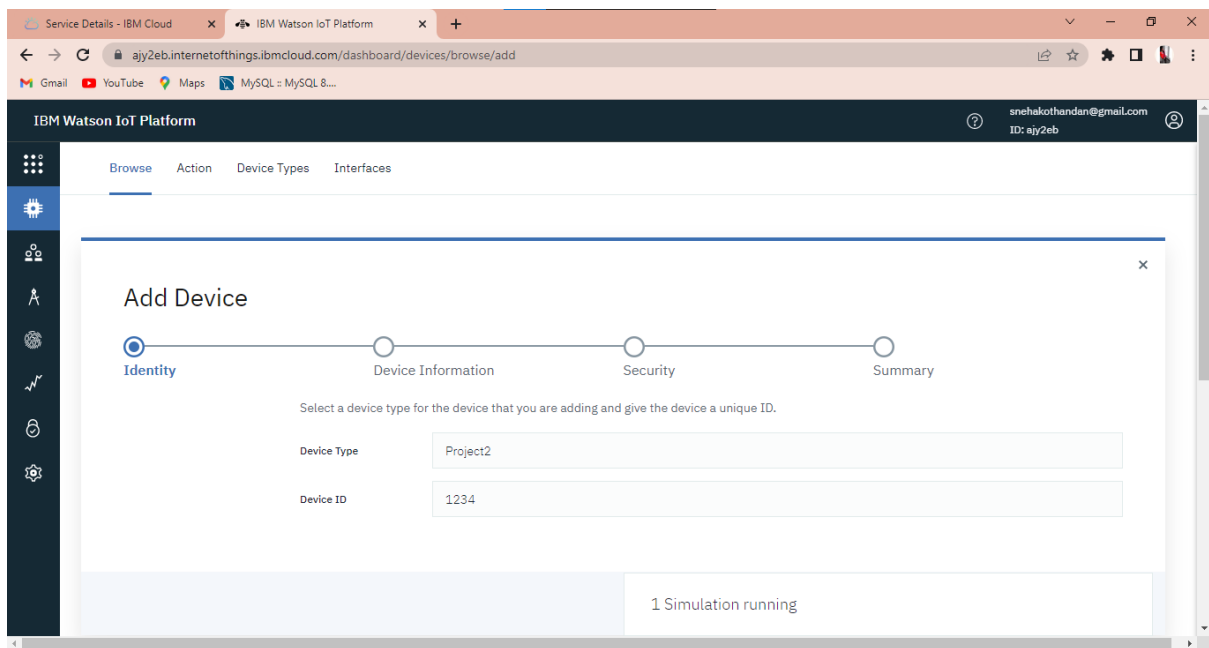 Service Details - IBM Cloud
IBM Watson IoT Platform
ajy2eb.internetofthings.ibmcloud.com/dashboard/devices/browse/add
Gmail YouTube Maps MySQL :: MySQL 8....
IBM Watson IoT Platform
snehakothandan@gmail.com
ID: ajy2eb
Browse Action Device Types Interfaces
Add Device
Identity Device Information Security Summary
Select a device type for the device that you are adding and give the device a unique ID.
Device Type Project2
Device ID 1234
1 Simulation running